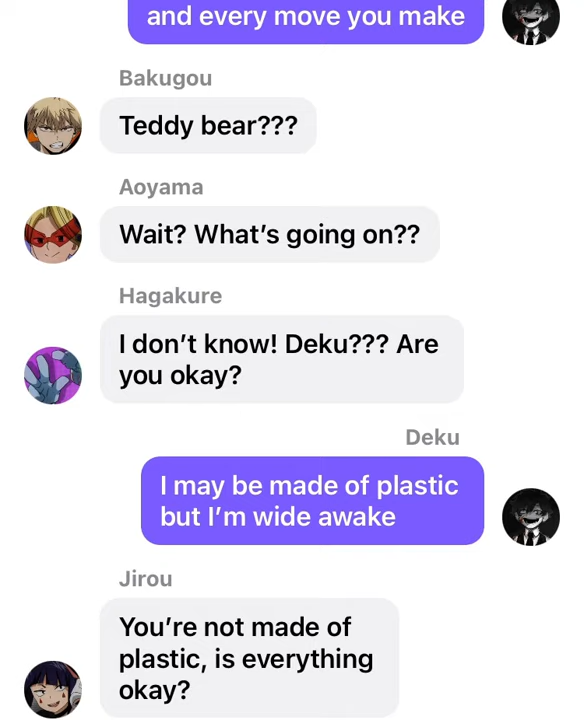 and every move you make
Bakugou
Teddy bear???
Aoyama
Wait? What’s going on??
Hagakure
I don’t know! Deku??? Are
you okay?
Deku
I may be made of plastic
but I’m wide awake
Jirou
You’re not made of
plastic, is everything
okay?